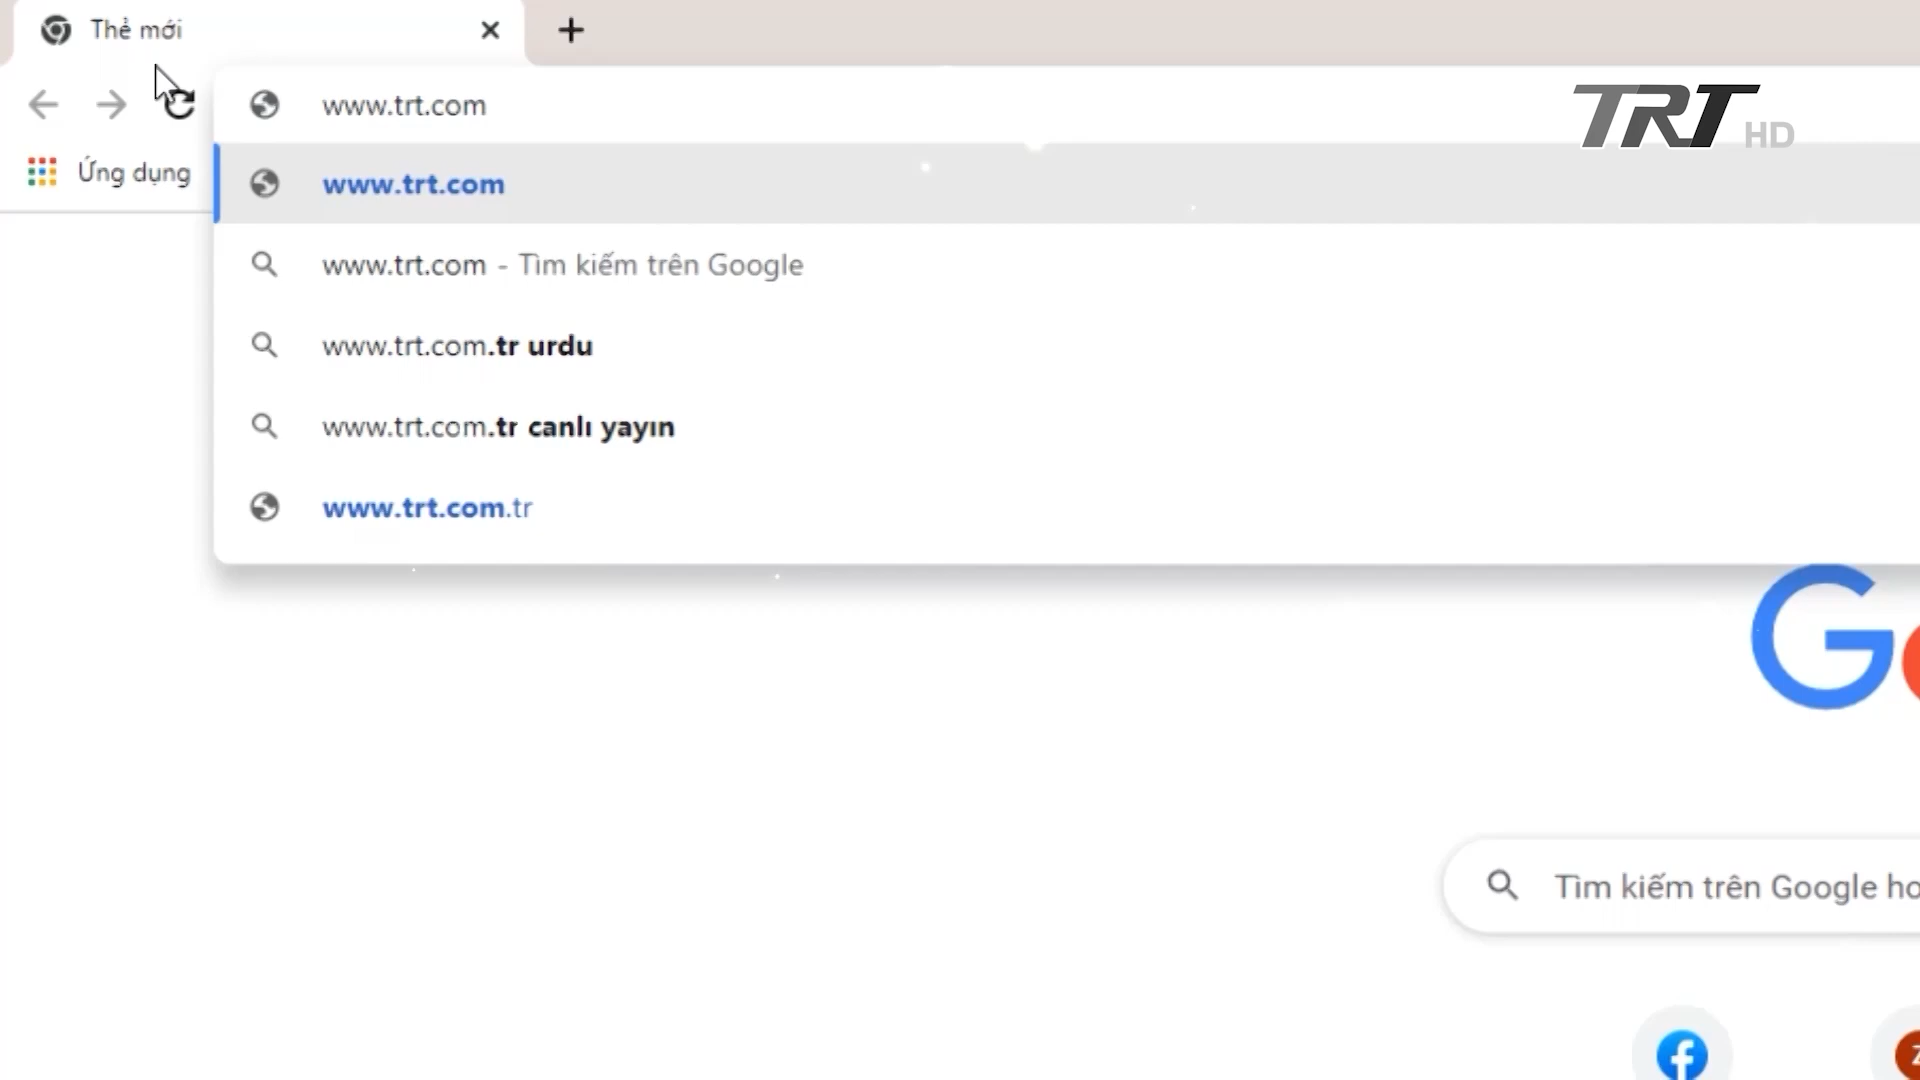 Thẻ mới
www.trt.com
TRT HD
Ứng dụng
www.trt.com
www.trt.com - Tìm kiếm trên Google
www.trt.com.tr urdu
www.trt.com.tr canlı yayın
www.trt.com.tr
Tìm kiếm trên Google